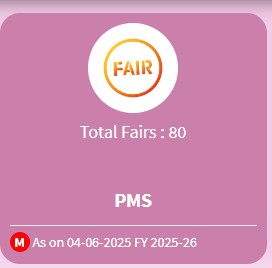 FAIR
Total Fairs : 80
PMS
M As on 04-06-2025 FY 2025-26